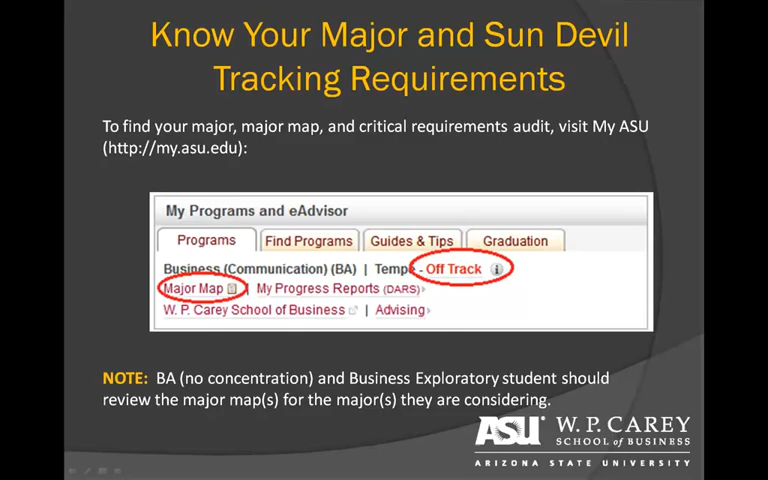 Know Your Major and Sun Devil
Tracking Requirements
To find your major, major map, and critical requirements audit, visit My ASU
(http://my.asu.edu):
My Programs and eAdvisor
Programs
Find Programs
Guides & Tips
Graduation
Business (Communication) (BA) | Tempe - Off Track
Major Map | My Progress Reports (DARS)
W. P. Carey School of Business | Advising
NOTE: BA (no concentration) and Business Exploratory student should
review the major map(s) for the major(s) they are considering.
ASU W. P. CAREY
SCHOOL of BUSINESS
ARIZONA STATE UNIVERSITY